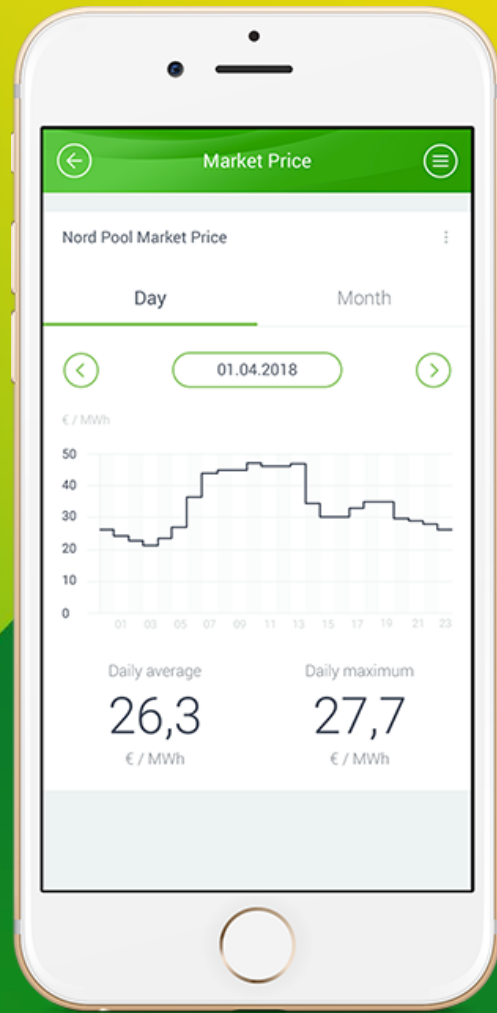 Market Price
Nord Pool Market Price
Day Month
01.04.2018
€ / MWh
50
40
30
20
10
0
01 03 05 07 09 11 13 15 17 19 21 23
Daily average Daily maximum
26,3 27,7
€ / MWh € / MWh